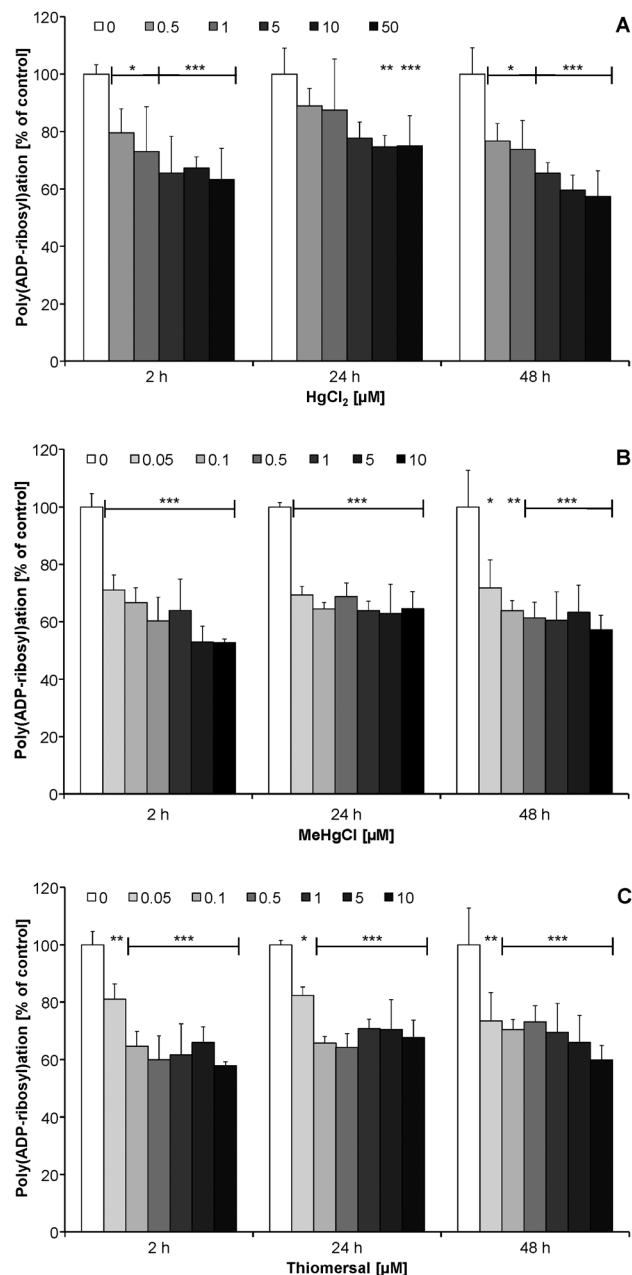 Poly(ADP-ribosyl)ation [% of control]
120
100
80
60
40
20
0
0 0.5 1 5 10 50
A
* ***
** ***
* ***
2 h 24 h 48 h
HgCl₂ [µM]
Poly(ADP-ribosyl)ation [% of control]
120
100
80
60
40
20
0
0 0.05 0.1 0.5 1 5 10
B
***
***
* ** ***
2 h 24 h 48 h
MeHgCl [µM]
Poly(ADP-ribosyl)ation [% of control]
120
100
80
60
40
20
0
0 0.05 0.1 0.5 1 5 10
C
** ***
* ***
** ***
2 h 24 h 48 h
Thiomersal [µM]